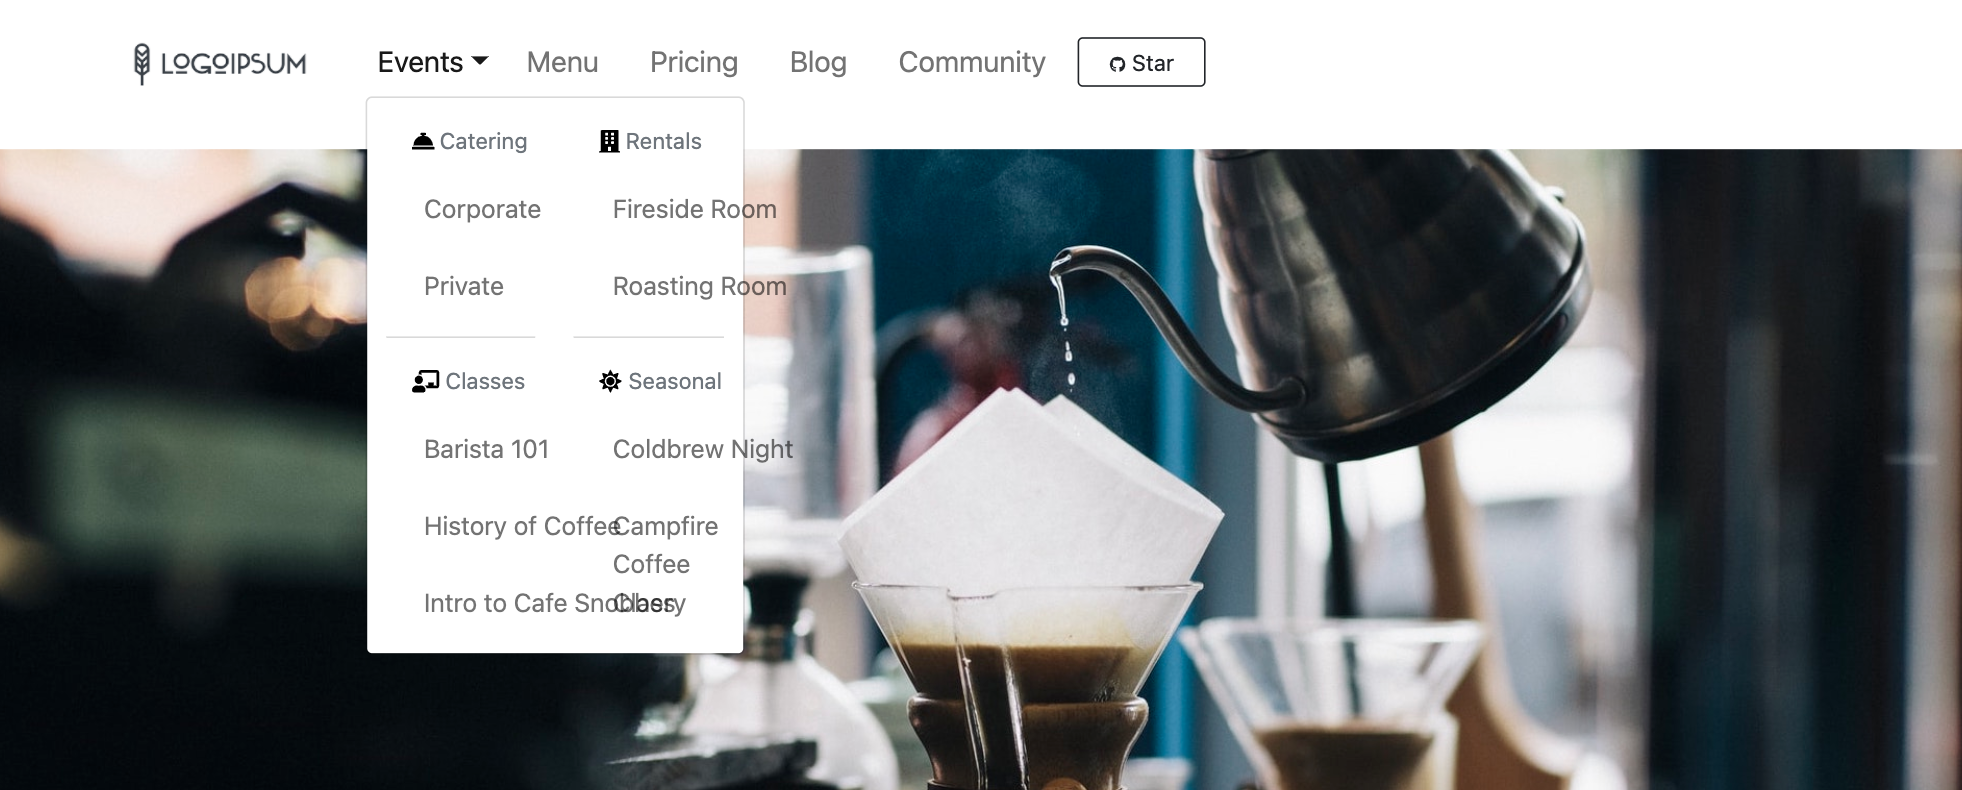 LOGOIPSUM
Events Menu Pricing Blog Community Star
Catering
Corporate
Private
Rentals
Fireside Room
Roasting Room
Classes
Barista 101
History of Coffee
Intro to Cafe Snobbery
Seasonal
Coldbrew Night
Campfire
Coffee
Class